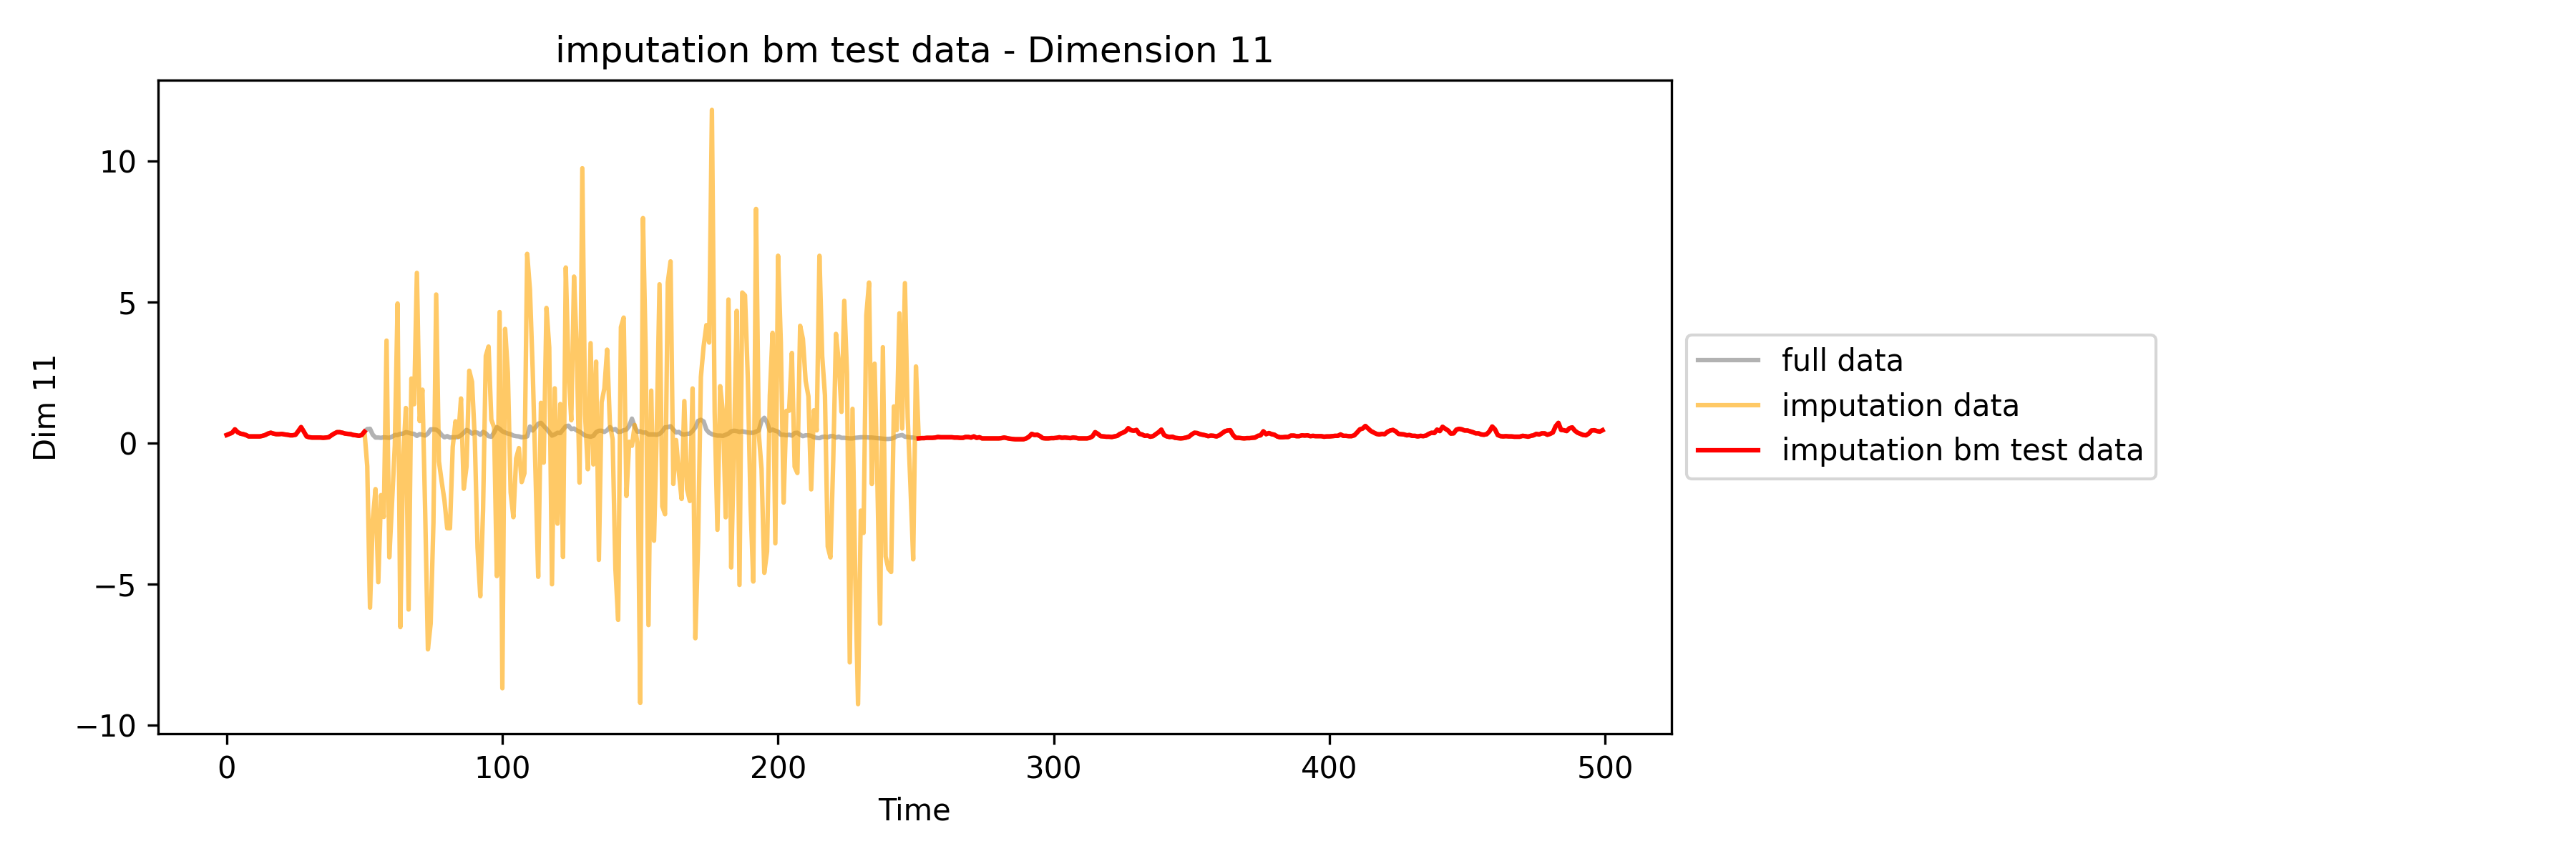 imputation bm test data - Dimension 11
Dim 11
10
5
0
−5
−10
0 100 200 300 400 500
Time
full data
imputation data
imputation bm test data